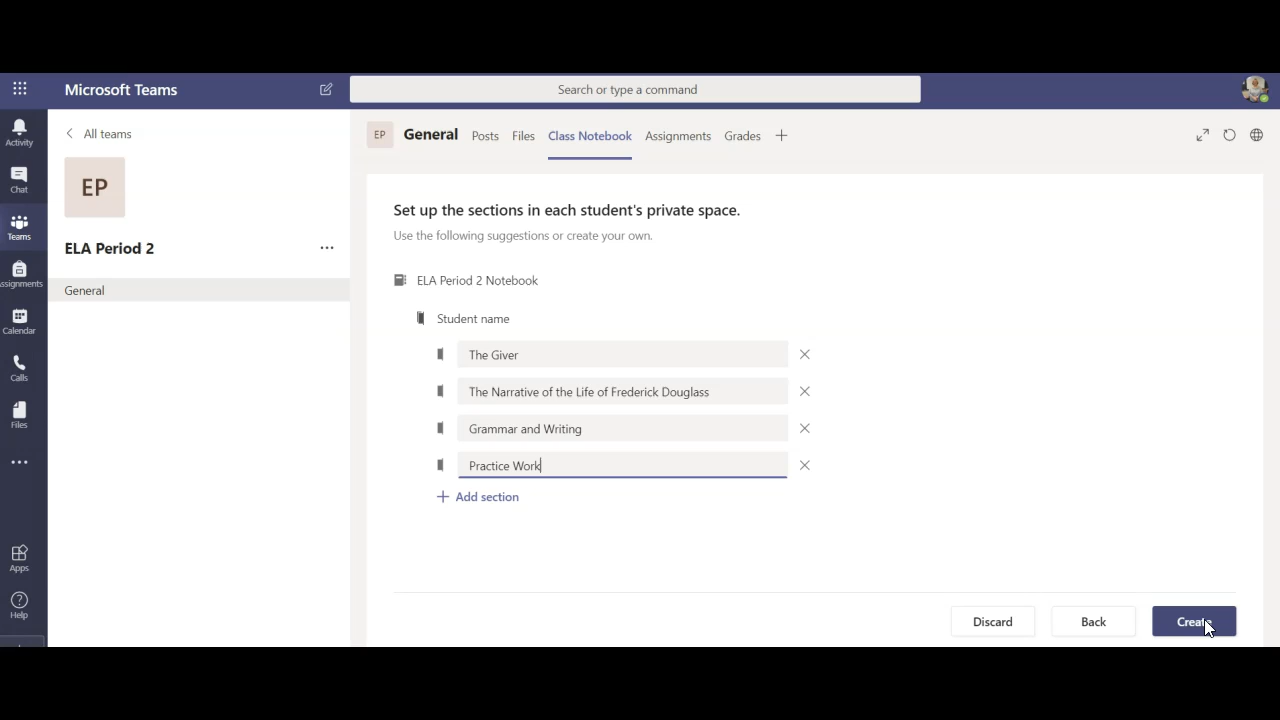 Microsoft Teams
Search or type a command
Activity
Chat
Teams
ssignments
Calendar
Calls
Files
Apps
Help
All teams
EP
ELA Period 2
General
EP
General
Posts
Files
Class Notebook
Assignments
Grades
Set up the sections in each student's private space.
Use the following suggestions or create your own.
ELA Period 2 Notebook
Student name
The Giver
The Narrative of the Life of Frederick Douglass
Grammar and Writing
Practice Work
Add section
Discard
Back
Create